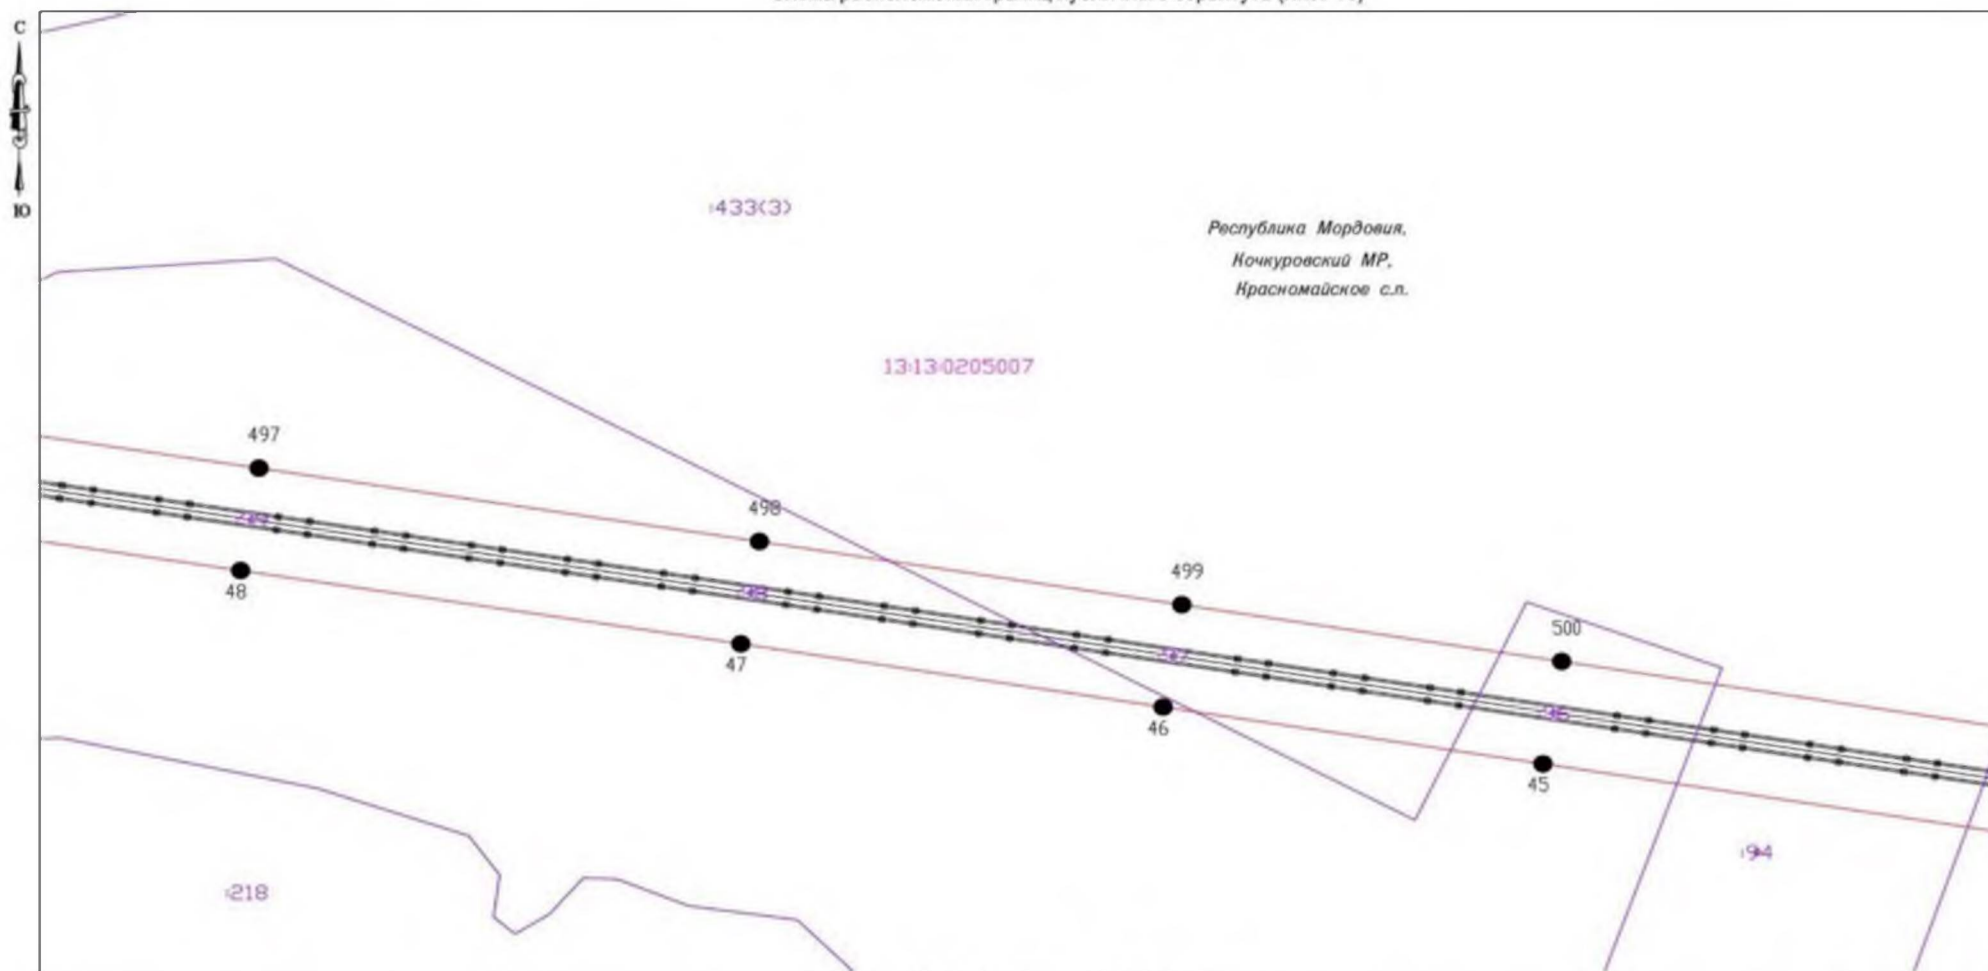 С
Ю
:433(3)
Республика Мордовия,
Кочкуровский МР,
Красномайское с.п.
13:13:0205007
497
498
499
500
48
47
46
45
:94
:218